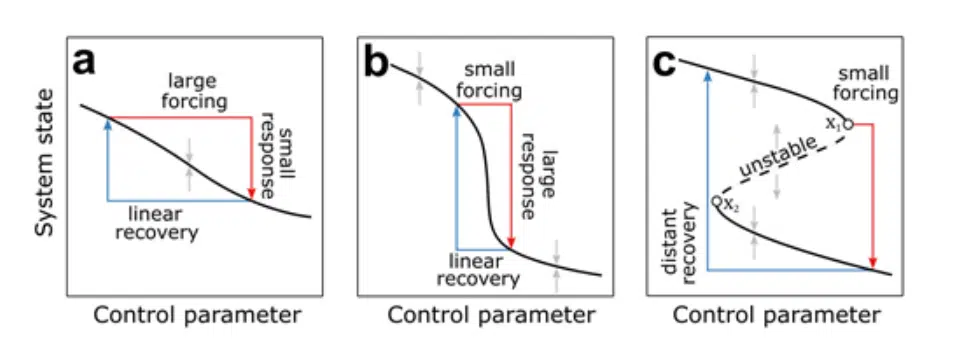 a
System state
large
forcing
small
response
linear
recovery
Control parameter
b
small
forcing
large
response
linear
recovery
Control parameter
c
small
forcing
x₁
unstable
x₂
distant
recovery
Control parameter